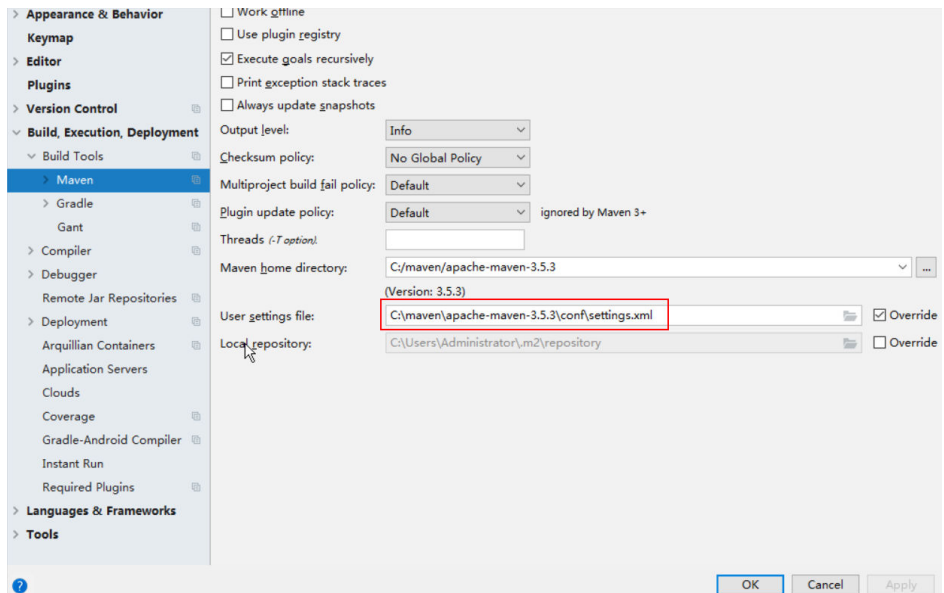 Appearance & Behavior
Keymap
Editor
Plugins
Version Control
Build, Execution, Deployment
Build Tools
Maven
Gradle
Gant
Compiler
Debugger
Remote Jar Repositories
Deployment
Arquillian Containers
Application Servers
Clouds
Coverage
Gradle-Android Compiler
Instant Run
Required Plugins
Languages & Frameworks
Tools
Work offline
Use plugin registry
Execute goals recursively
Print exception stack traces
Always update snapshots
Output level: Info
Checksum policy: No Global Policy
Multiproject build fail policy: Default
Plugin update policy: Default ignored by Maven 3+
Threads (-T option).
Maven home directory: C:/maven/apache-maven-3.5.3 ...
(Version: 3.5.3)
User settings file: C:\maven\apache-maven-3.5.3\conf\settings.xml Override
Local repository: C:\Users\Administrator\.m2\repository Override
? OK Cancel Apply